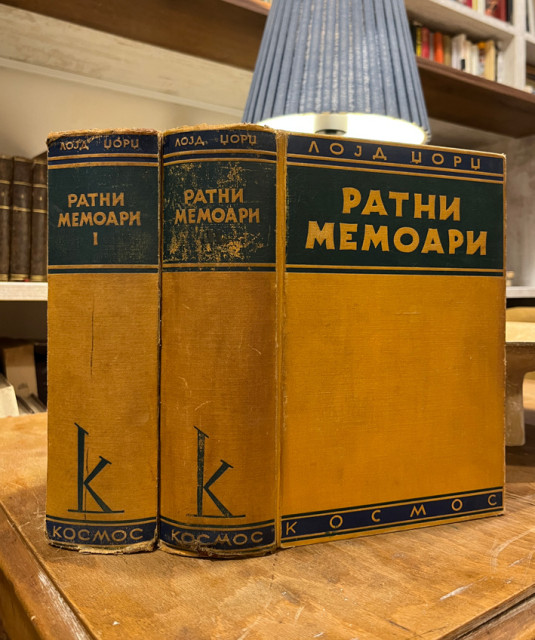 ЛОЈД ЏОРЏ
РАТНИ
МЕМОАРИ
I
K
КОСМОС
ЛОЈД ЏОРЏ
РАТНИ
МЕМОАРИ
K
КОСМОС
ЛОЈД ЏОРЏ
РАТНИ
МЕМОАРИ
КОСМОС